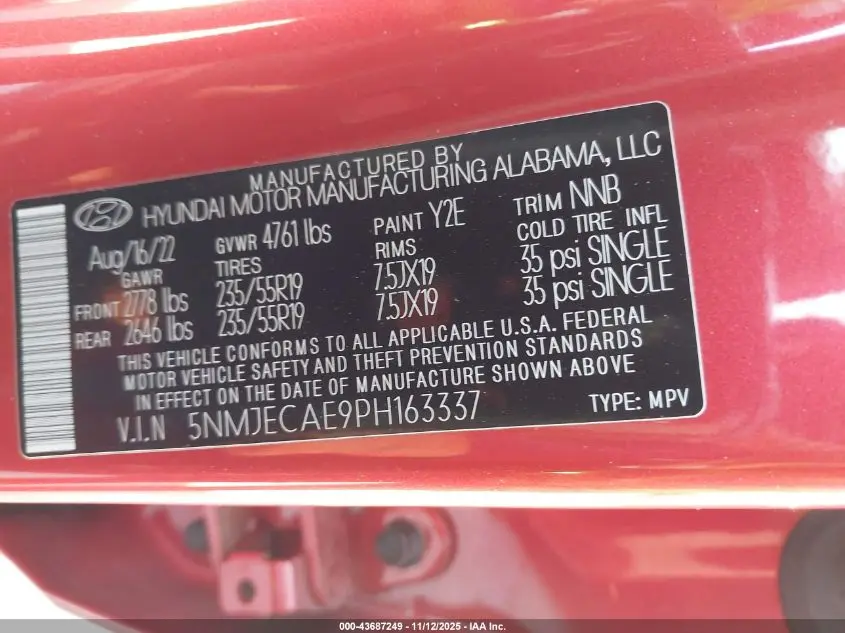 MANUFACTURED BY
HYUNDAI MOTOR MANUFACTURING ALABAMA, LLC
Aug/16/22 GVWR 4761 lbs PAINT Y2E TRIM NNB
GAWR TIRES RIMS COLD TIRE INFL
FRONT 2778 lbs 235/55R19 7.5JX19 35 psi SINGLE
REAR 2646 lbs 235/55R19 7.5JX19 35 psi SINGLE
THIS VEHICLE CONFORMS TO ALL APPLICABLE U.S.A. FEDERAL
MOTOR VEHICLE SAFETY AND THEFT PREVENTION STANDARDS
IN EFFECT ON THE DATE OF MANUFACTURE SHOWN ABOVE
V.I.N 5NMJECAE9PH163337 TYPE: MPV
000-43687249 | 11/12/2025 - IAA Inc.